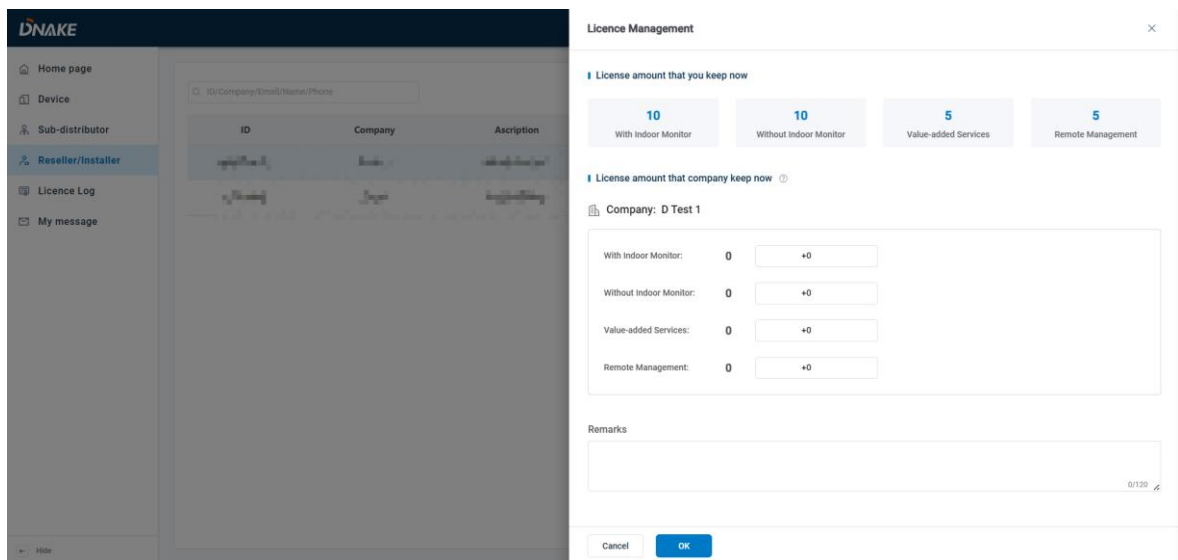 DNAKE
Home page
Device
Sub-distributor
Reseller/Installer
Licence Log
My message
Hide
ID/Company/Email/Name/Phone
ID Company Ascription
Licence Management
License amount that you keep now
10 10 5 5
With Indoor Monitor Without Indoor Monitor Value-added Services Remote Management
License amount that company keep now
Company: D Test 1
With Indoor Monitor: 0 +0
Without Indoor Monitor: 0 +0
Value-added Services: 0 +0
Remote Management: 0 +0
Remarks
0/120
Cancel OK